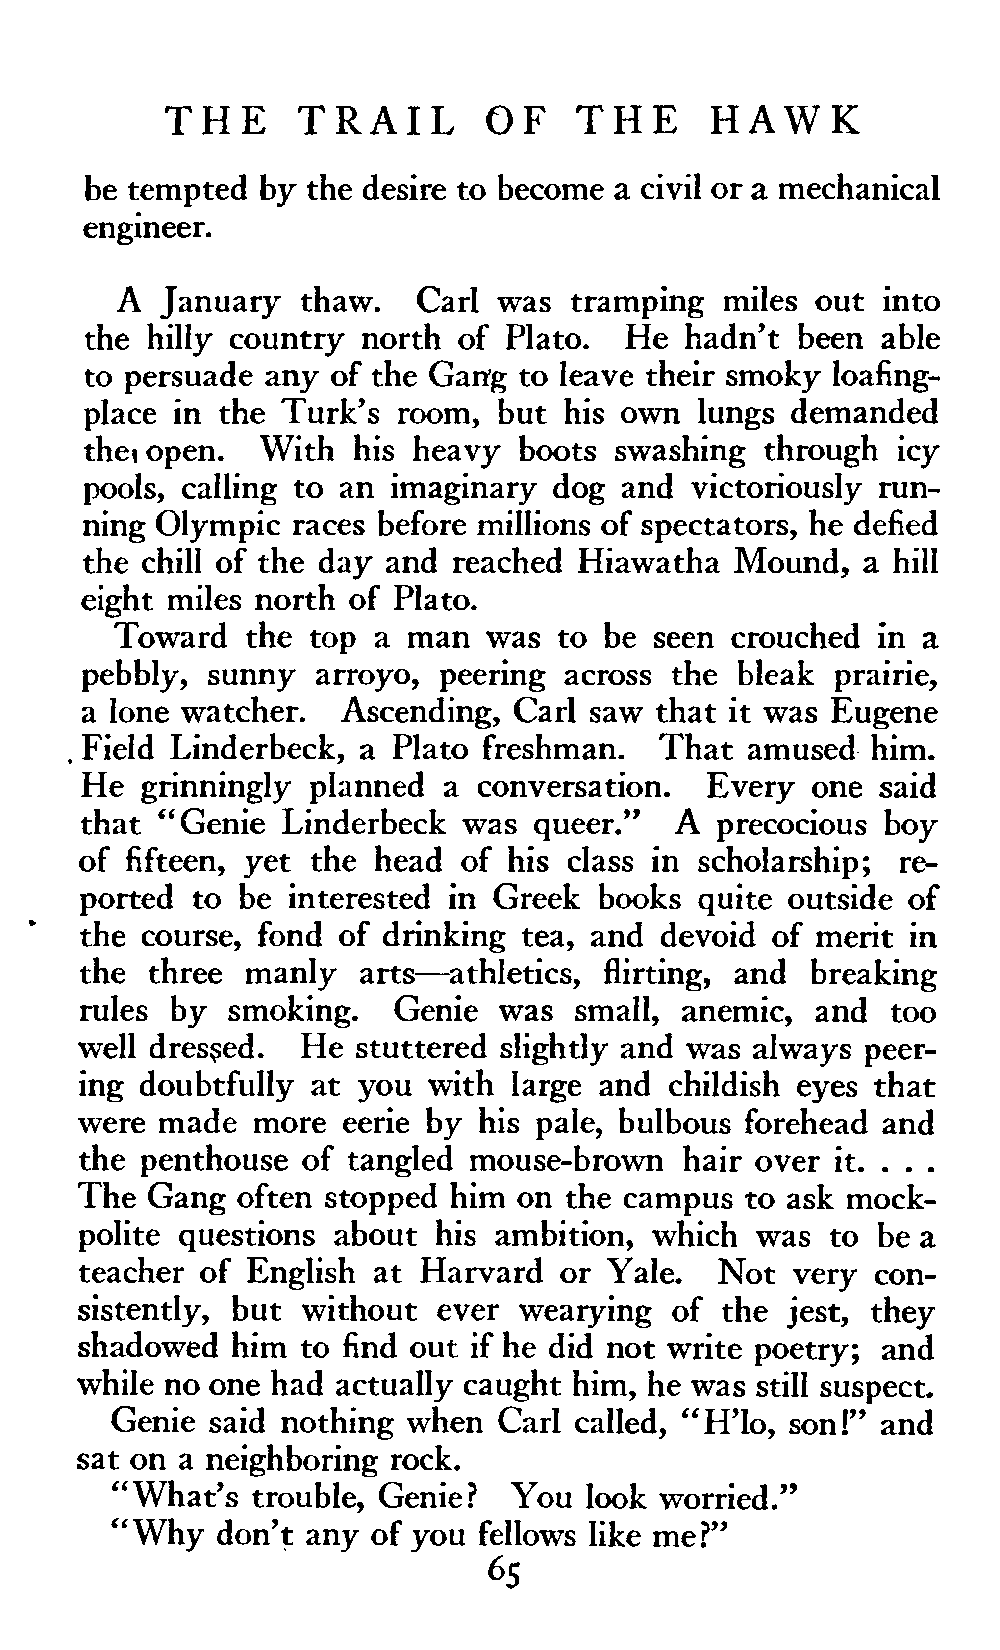 THE TRAIL OF THE HAWK
be tempted by the desire to become a civil or a mechanical
engineer.
A January thaw. Carl was tramping miles out into
the hilly country north of Plato. He hadn't been able
to persuade any of the Gang to leave their smoky loafing-
place in the Turk's room, but his own lungs demanded
the open. With his heavy boots swashing through icy
pools, calling to an imaginary dog and victoriously run-
ning Olympic races before millions of spectators, he defied
the chill of the day and reached Hiawatha Mound, a hill
eight miles north of Plato.
Toward the top a man was to be seen crouched in a
pebbly, sunny arroyo, peering across the bleak prairie,
a lone watcher. Ascending, Carl saw that it was Eugene
Field Linderbeck, a Plato freshman. That amused him.
He grinningly planned a conversation. Every one said
that "Genie Linderbeck was queer." A precocious boy
of fifteen, yet the head of his class in scholarship; re-
ported to be interested in Greek books quite outside of
the course, fond of drinking tea, and devoid of merit in
the three manly arts—athletics, flirting, and breaking
rules by smoking. Genie was small, anemic, and too
well dressed. He stuttered slightly and was always peer-
ing doubtfully at you with large and childish eyes that
were made more eerie by his pale, bulbous forehead and
the penthouse of tangled mouse-brown hair over it. . . .
The Gang often stopped him on the campus to ask mock-
polite questions about his ambition, which was to be a
teacher of English at Harvard or Yale. Not very con-
sistently, but without ever wearying of the jest, they
shadowed him to find out if he did not write poetry; and
while no one had actually caught him, he was still suspect.
Genie said nothing when Carl called, "H'lo, son!" and
sat on a neighboring rock.
"What's trouble, Genie? You look worried."
"Why don't any of you fellows like me?"
65